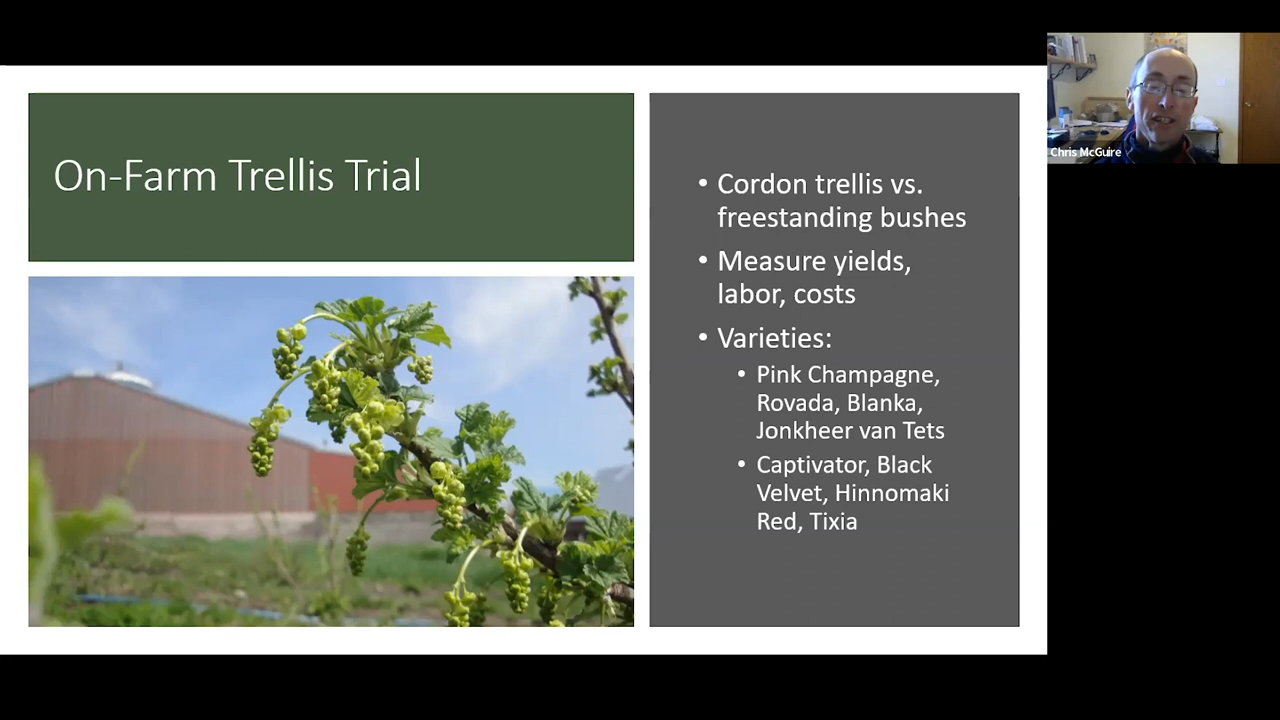 On-Farm Trellis Trial
• Cordon trellis vs.
freestanding bushes
• Measure yields,
labor, costs
• Varieties:
• Pink Champagne,
Rovada, Blanka,
Jonkheer van Tets
• Captivator, Black
Velvet, Hinnomaki
Red, Tixia
Chris McGuire